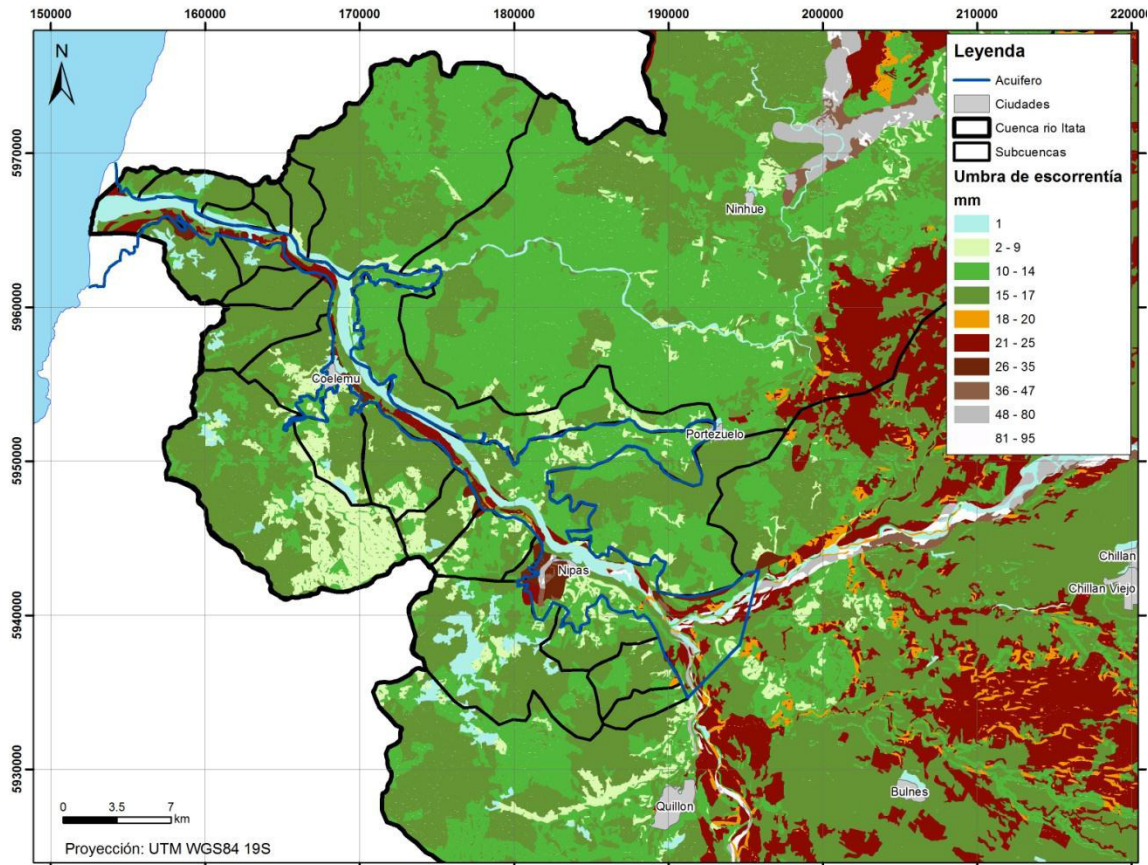 150000 160000 170000 180000 190000 200000 210000 220000
N
5970000
5960000
5950000
5940000
5930000
Leyenda
Acuifero
Ciudades
Cuenca rio Itata
Subcuencas
Umbra de escorrentía
mm
1
2 - 9
10 - 14
15 - 17
18 - 20
21 - 25
26 - 35
36 - 47
48 - 80
81 - 95
Ninhue
Coelemu
Portezuelo
Ñipas
Chillan
Chillan Viejo
Bulnes
Quillon
0 3.5 7
km
Proyección: UTM WGS84 19S